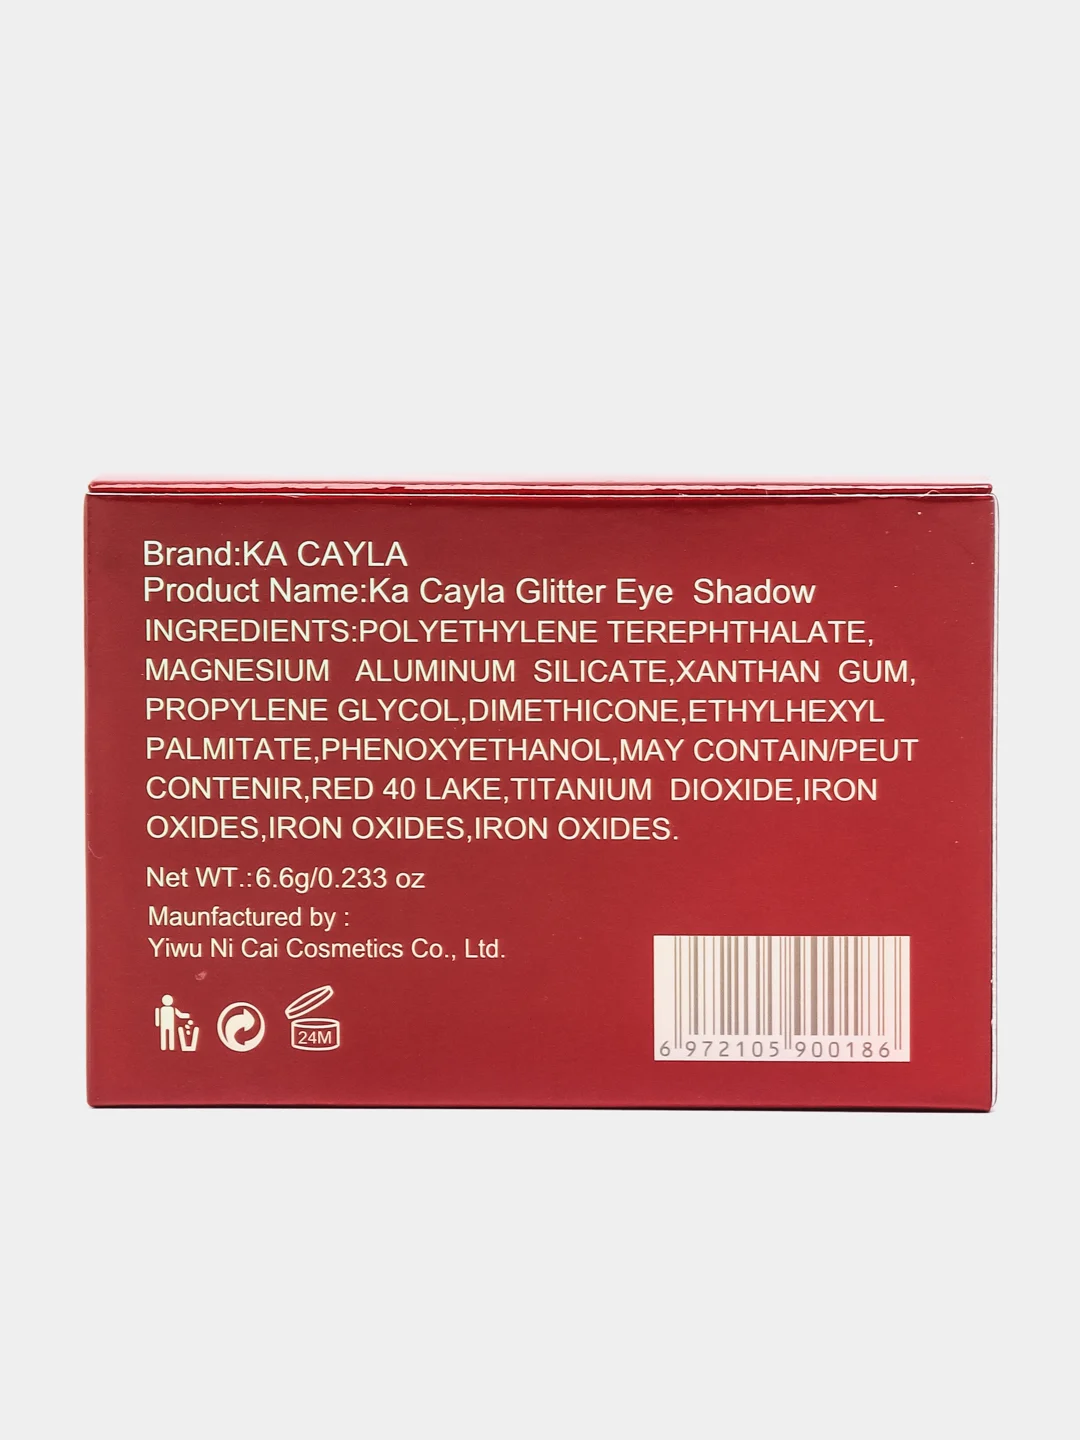 Brand:KA CAYLA
Product Name:Ka Cayla Glitter Eye Shadow
INGREDIENTS:POLYETHYLENE TEREPHTHALATE,
MAGNESIUM ALUMINUM SILICATE,XANTHAN GUM,
PROPYLENE GLYCOL,DIMETHICONE,ETHYLHEXYL
PALMITATE,PHENOXYETHANOL,MAY CONTAIN/PEUT
CONTENIR,RED 40 LAKE,TITANIUM DIOXIDE,IRON
OXIDES,IRON OXIDES,IRON OXIDES.
Net WT.:6.6g/0.233 oz
Maunfactured by :
Yiwu Ni Cai Cosmetics Co., Ltd.
24M
6 972105 900186